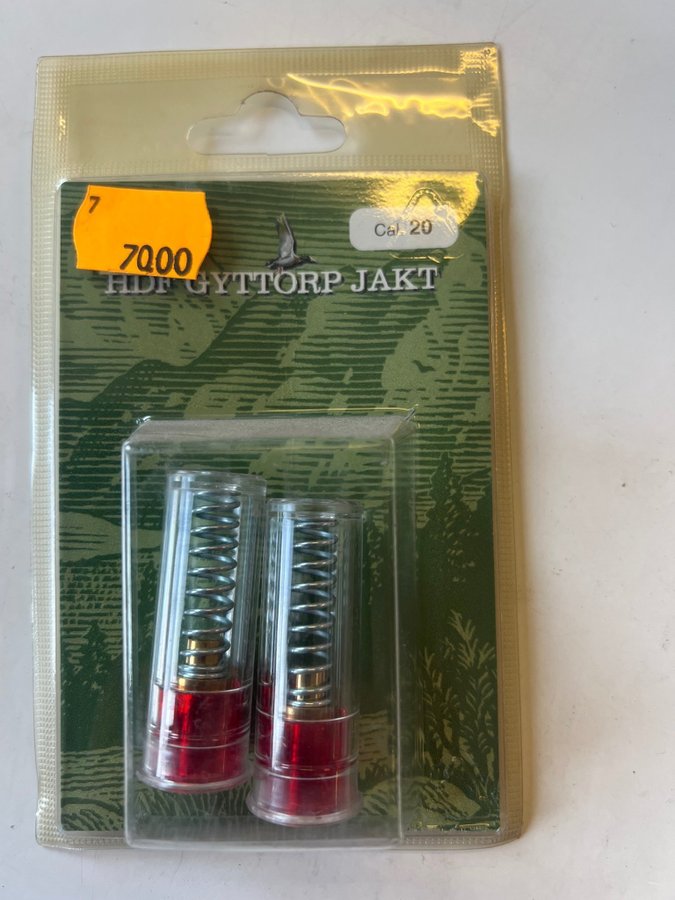 7
7000
Cal. 20
HDF GYTTORP JAKT